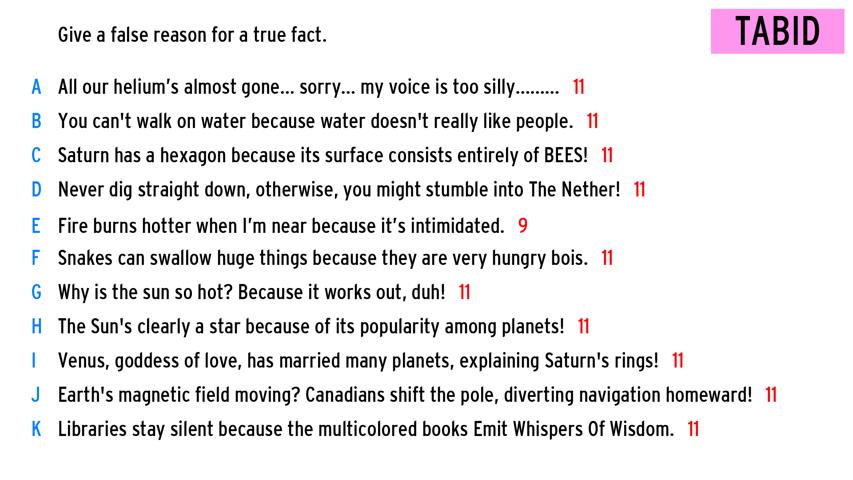 Give a false reason for a true fact.
TABID
A All our helium's almost gone... sorry... my voice is too silly......... 11
B You can't walk on water because water doesn't really like people. 11
C Saturn has a hexagon because its surface consists entirely of BEES! 11
D Never dig straight down, otherwise, you might stumble into The Nether! 11
E Fire burns hotter when I'm near because it's intimidated. 9
F Snakes can swallow huge things because they are very hungry bois. 11
G Why is the sun so hot? Because it works out, duh! 11
H The Sun's clearly a star because of its popularity among planets! 11
I Venus, goddess of love, has married many planets, explaining Saturn's rings! 11
J Earth's magnetic field moving? Canadians shift the pole, diverting navigation homeward! 11
K Libraries stay silent because the multicolored books Emit Whispers Of Wisdom. 11